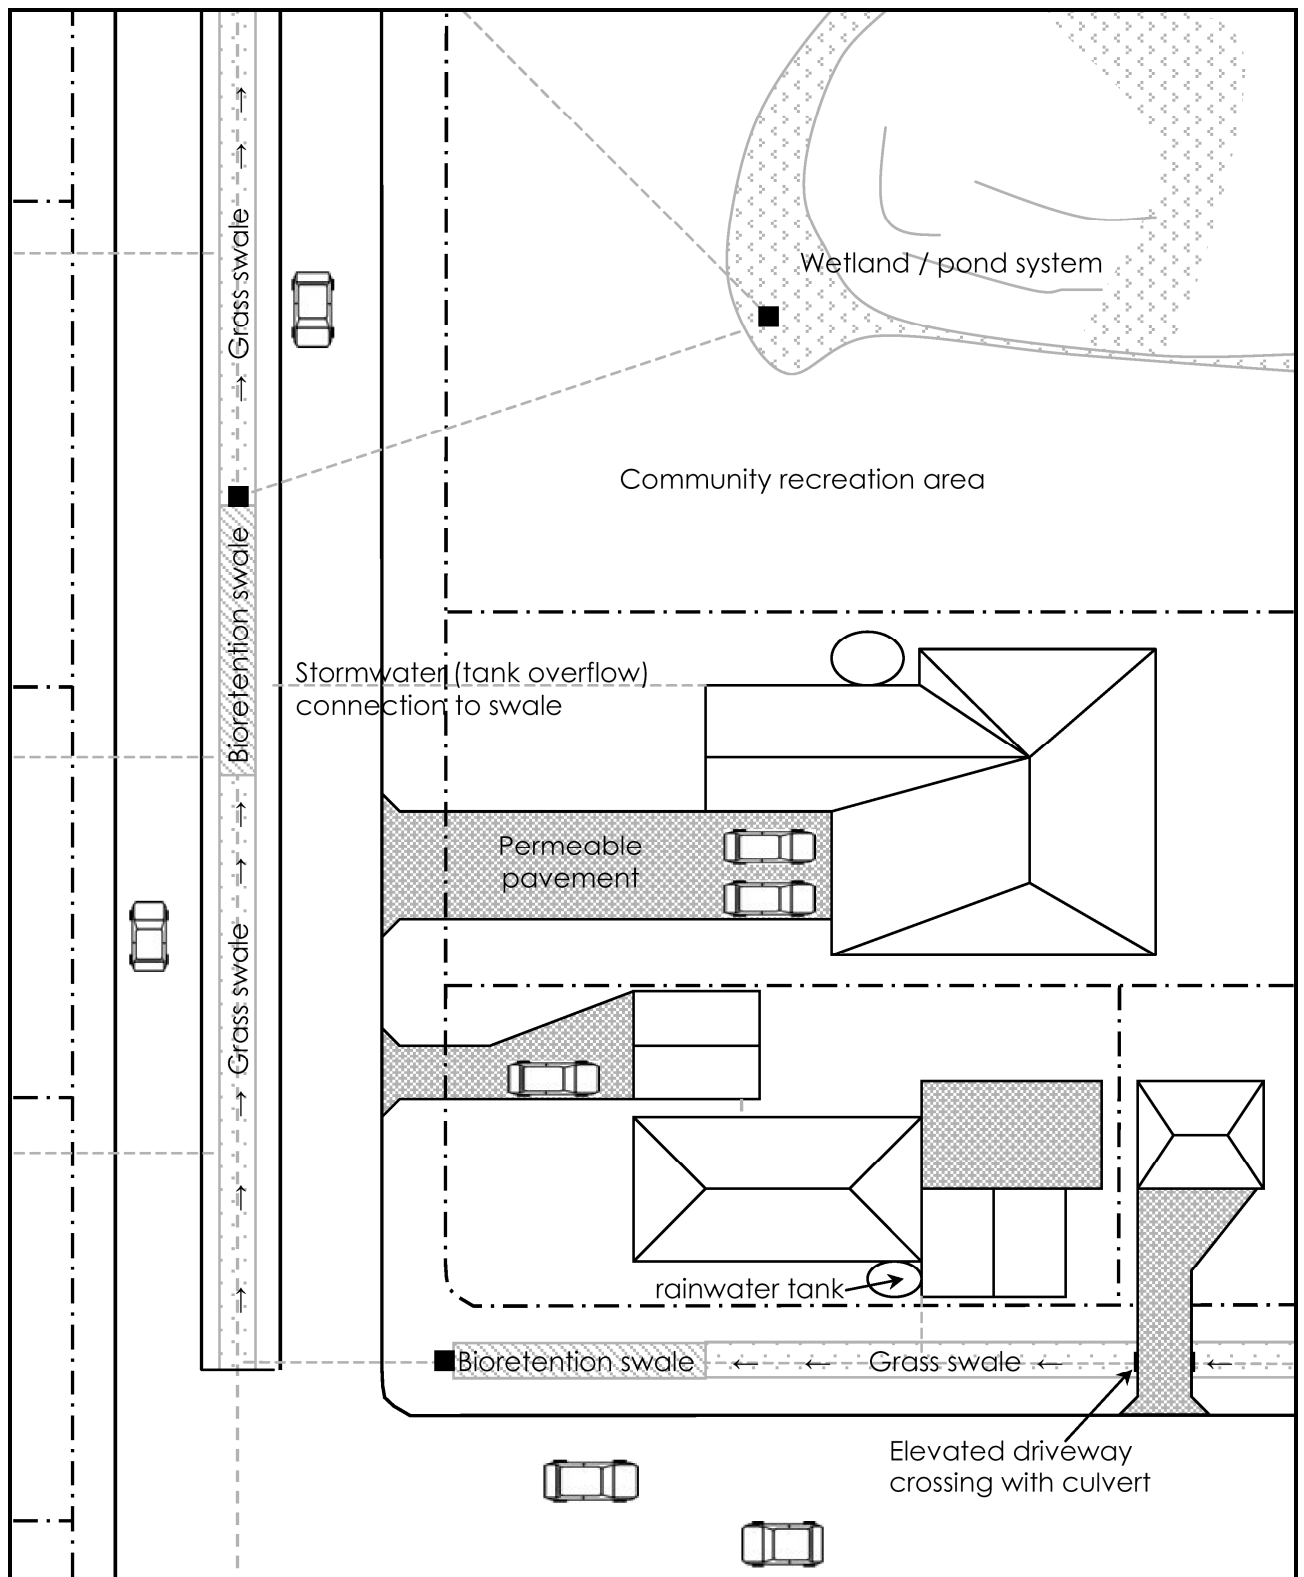 Grass swale
Wetland / pond system
Community recreation area
Bioretention swale
Stormwater (tank overflow)
connection to swale
Permeable
pavement
Grass swale
rainwater tank
Bioretention swale
Grass swale
Elevated driveway
crossing with culvert